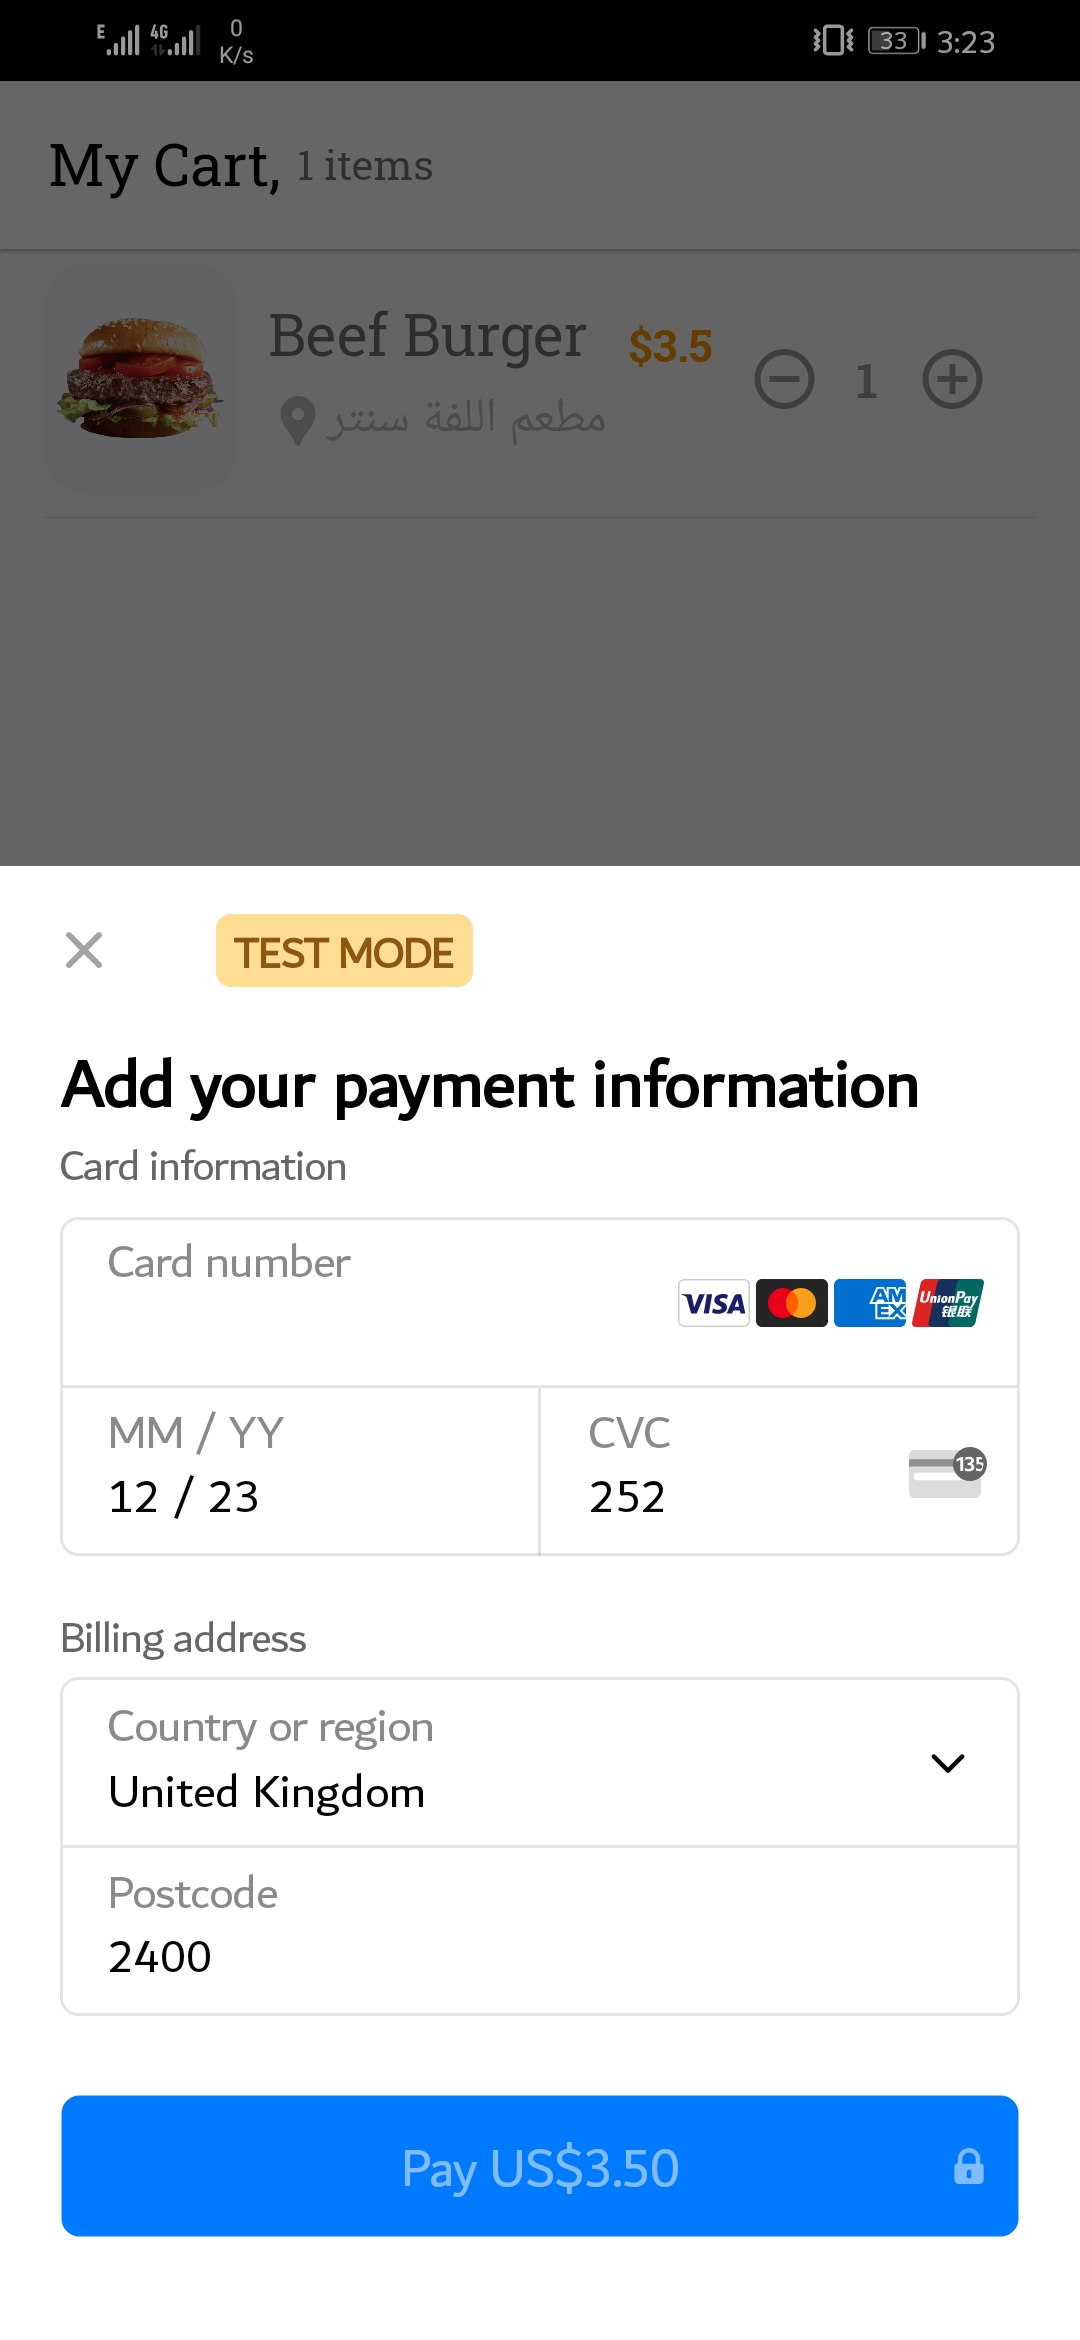 E 4G 0 K/s 33 3:23
My Cart, 1 items
Beef Burger $3.5 1
مطعم اللفة سنتر
TEST MODE
Add your payment information
Card information
Card number
VISA AM EX UnionPay 银联
MM / YY CVC
12 / 23 252 135
Billing address
Country or region
United Kingdom
Postcode
2400
Pay US$3.50